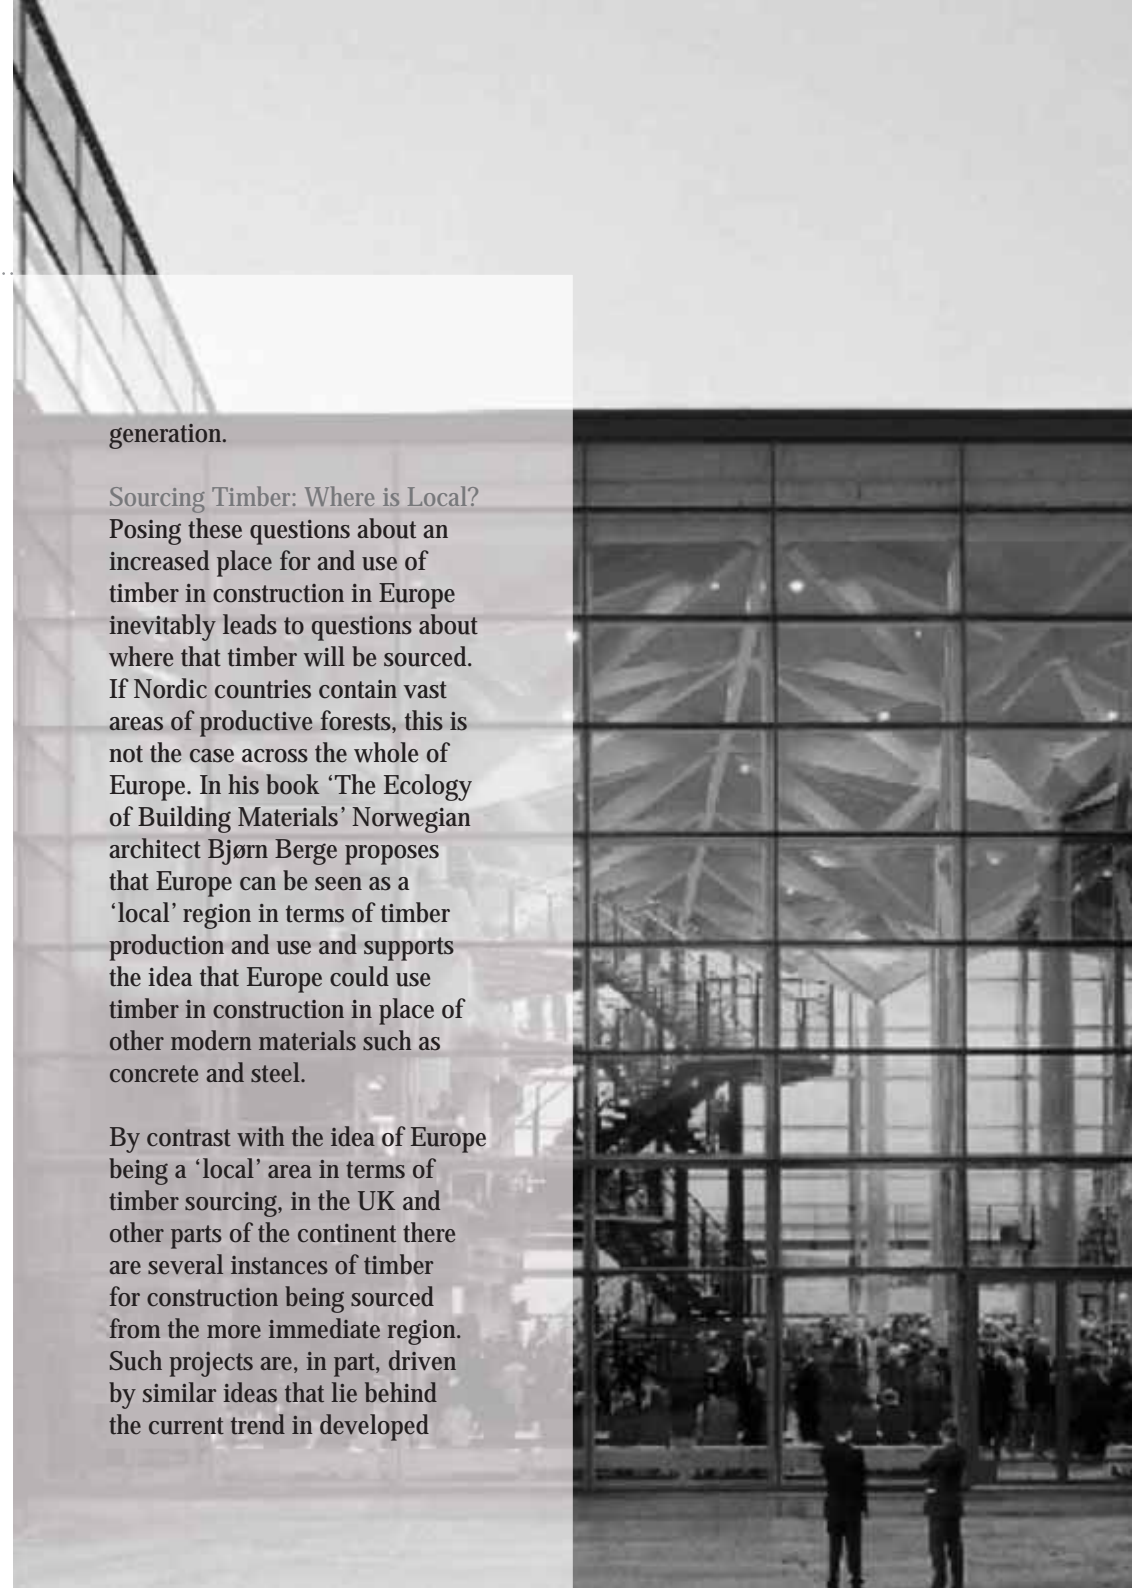 generation.
Sourcing Timber: Where is Local?
Posing these questions about an
increased place for and use of
timber in construction in Europe
inevitably leads to questions about
where that timber will be sourced.
If Nordic countries contain vast
areas of productive forests, this is
not the case across the whole of
Europe. In his book ‘The Ecology
of Building Materials’ Norwegian
architect Bjørn Berge proposes
that Europe can be seen as a
‘local’ region in terms of timber
production and use and supports
the idea that Europe could use
timber in construction in place of
other modern materials such as
concrete and steel.
By contrast with the idea of Europe
being a ‘local’ area in terms of
timber sourcing, in the UK and
other parts of the continent there
are several instances of timber
for construction being sourced
from the more immediate region.
Such projects are, in part, driven
by similar ideas that lie behind
the current trend in developed